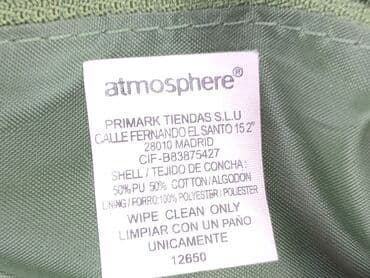 atmosphere®
PRIMARK TIENDAS S.L.U
CALLE FERNANDO EL SANTO 15 2°
28010 MADRID
CIF-B83875427
SHELL / TEJIDO DE CONCHA:
50% PU 50% COTTON/ALGODON
LINING / FORRO: 100% POLYESTER/POLIESTER
WIPE CLEAN ONLY
LIMPIAR CON UN PAÑO
UNICAMENTE
12650